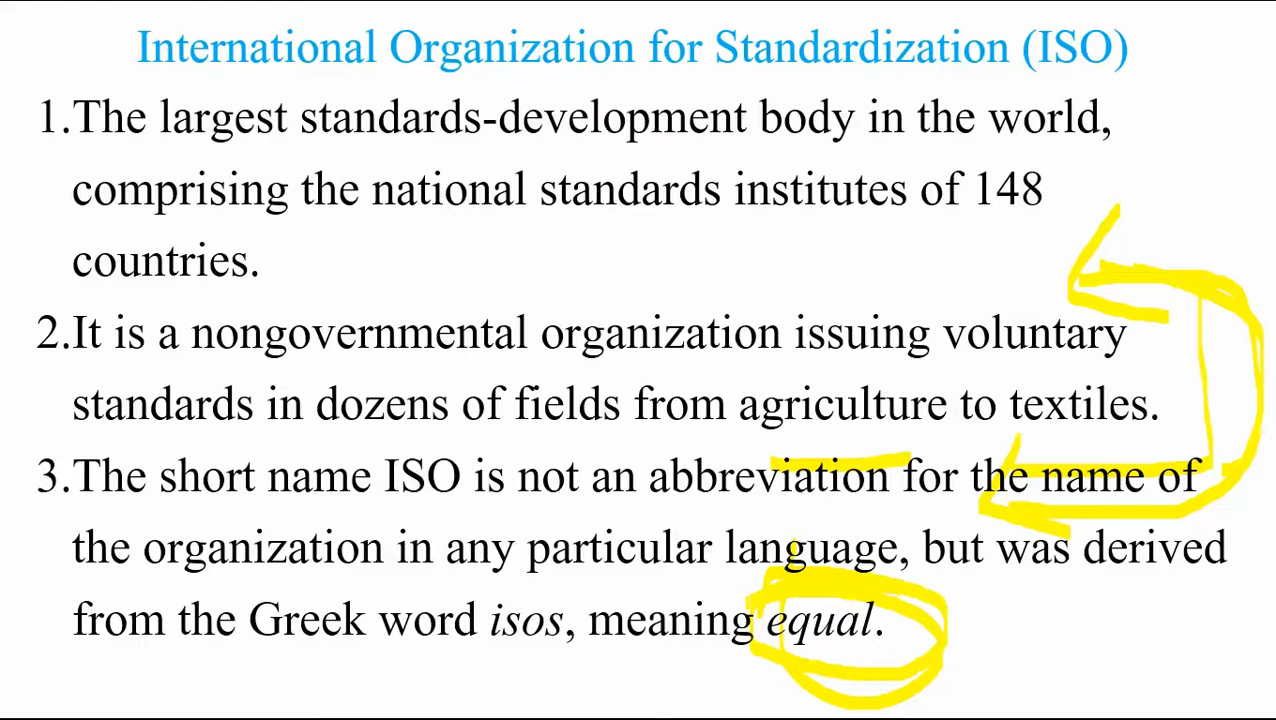 International Organization for Standardization (ISO)
1.The largest standards-development body in the world,
comprising the national standards institutes of 148
countries.
2.It is a nongovernmental organization issuing voluntary
standards in dozens of fields from agriculture to textiles.
3.The short name ISO is not an abbreviation for the name of
the organization in any particular language, but was derived
from the Greek word isos, meaning equal.